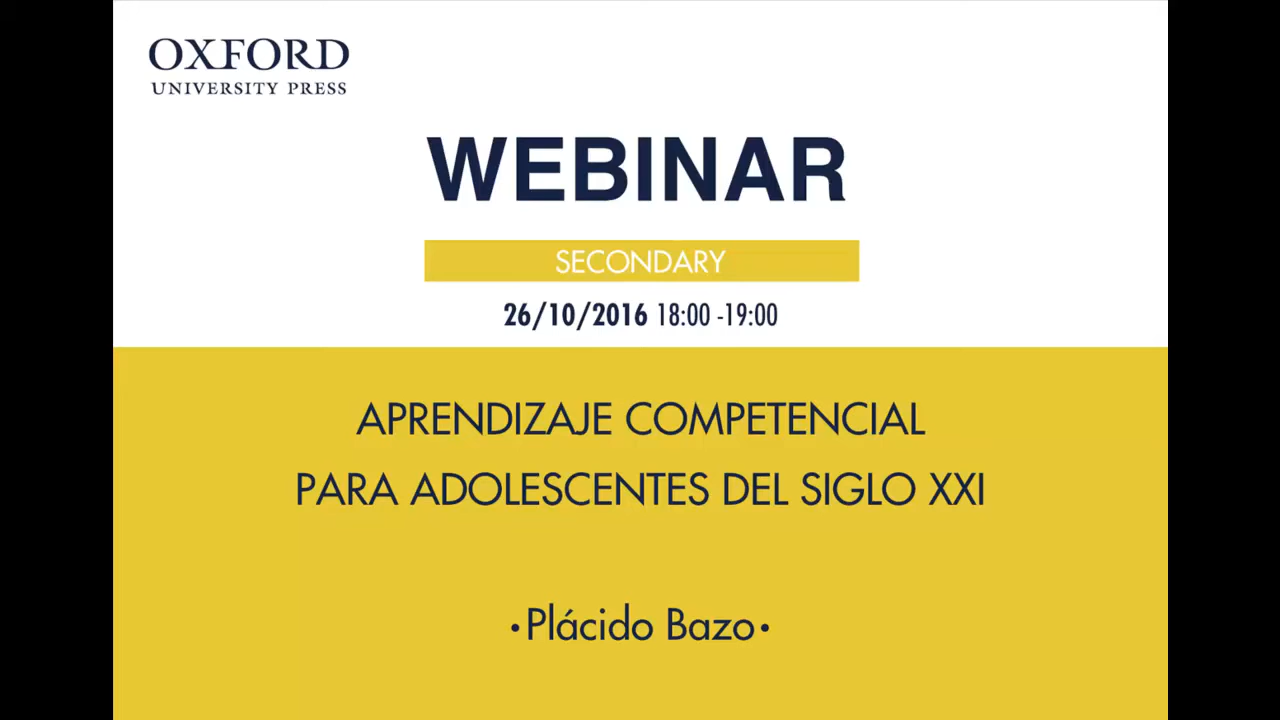 OXFORD
UNIVERSITY PRESS
WEBINAR
SECONDARY
26/10/2016 18:00 -19:00
APRENDIZAJE COMPETENCIAL
PARA ADOLESCENTES DEL SIGLO XXI
•Plácido Bazo•